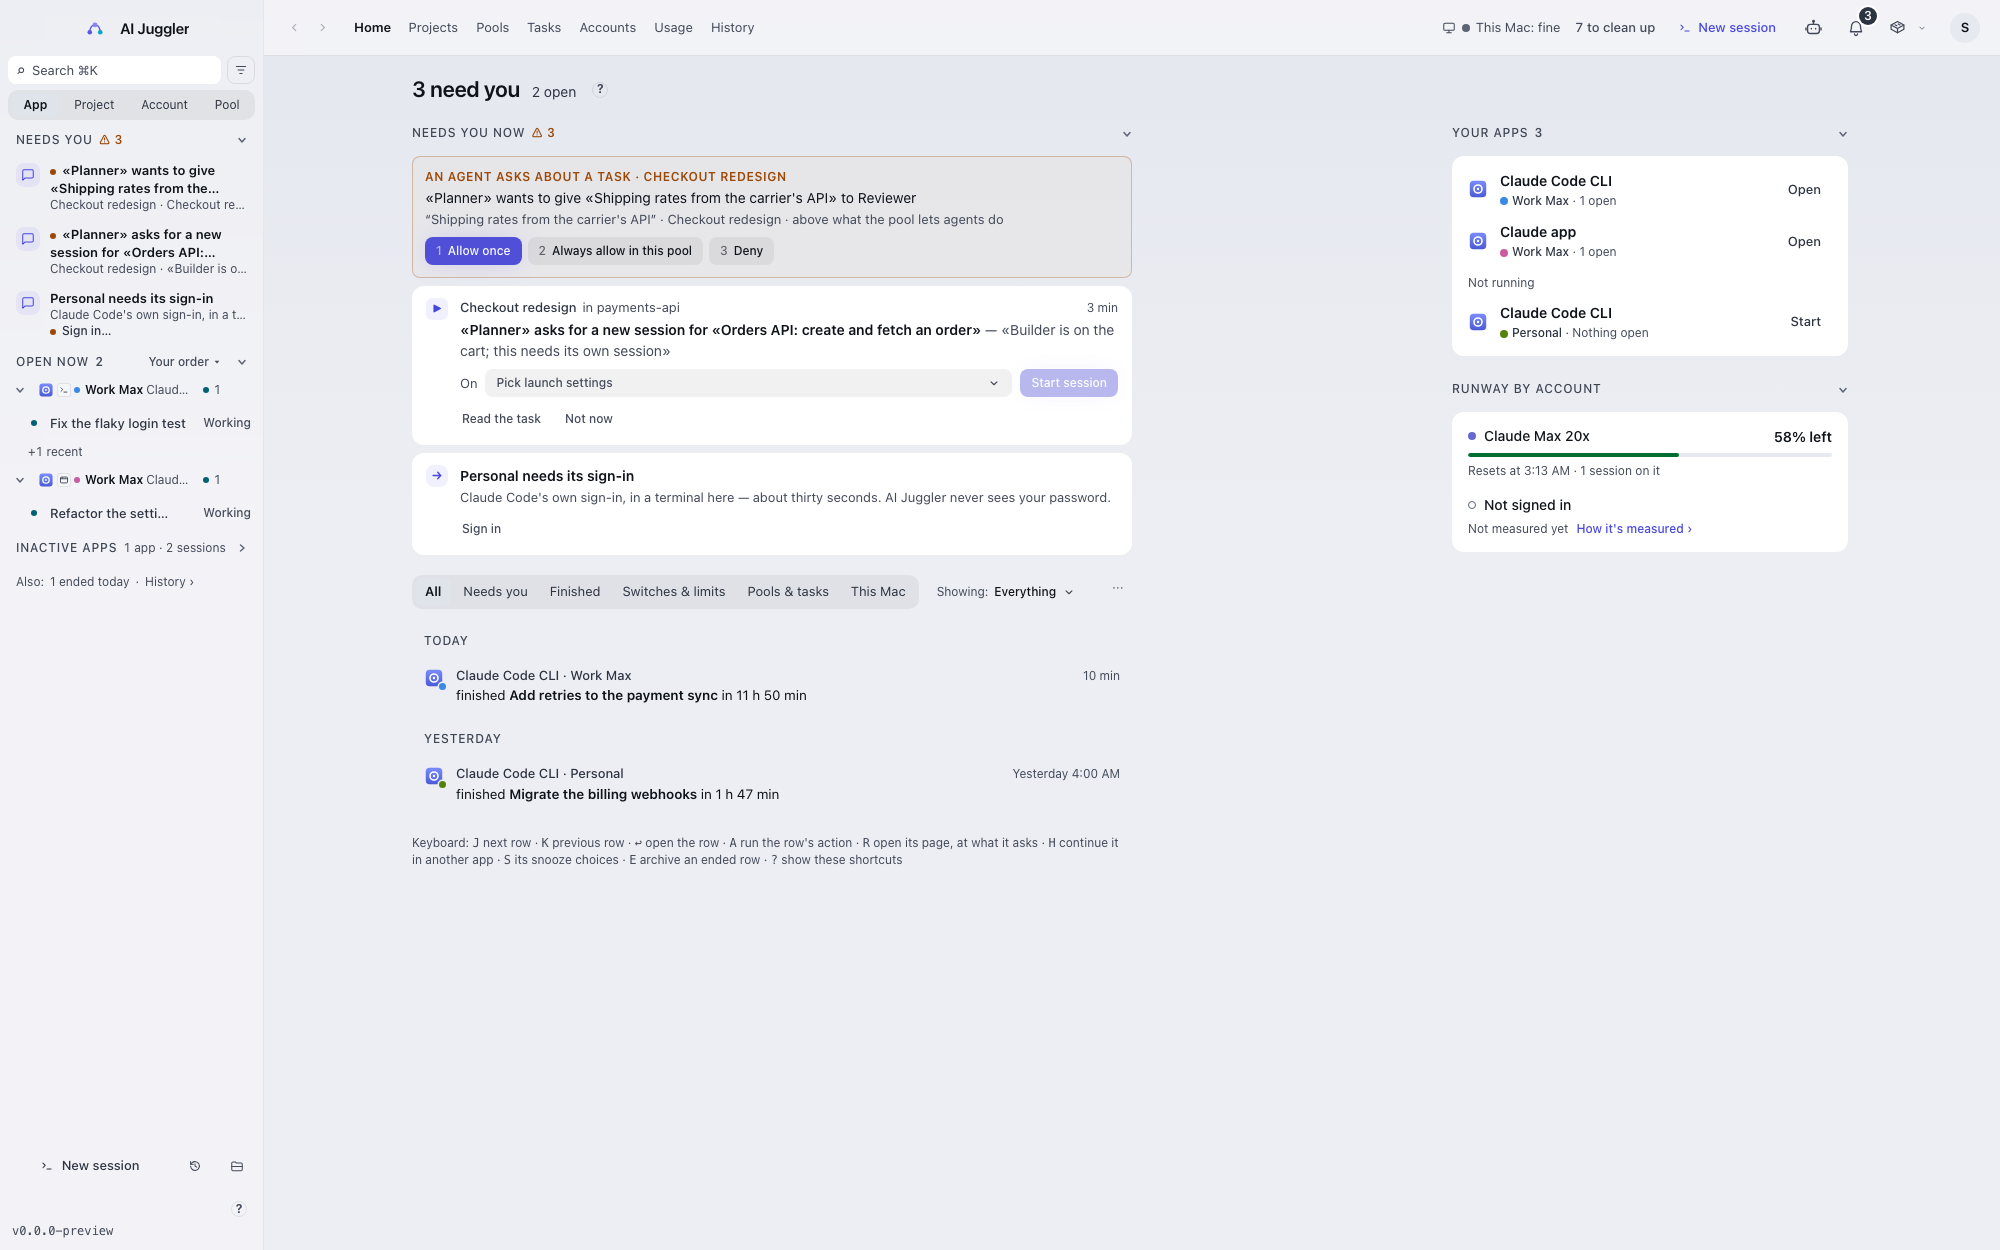 AI Juggler
Search ⌘K
App Project Account Pool
NEEDS YOU 3
«Planner» wants to give
«Shipping rates from the...
Checkout redesign · Checkout re...
«Planner» asks for a new
session for «Orders API:...
Checkout redesign · «Builder is o...
Personal needs its sign-in
Claude Code's own sign-in, in a t...
Sign in...
OPEN NOW 2 Your order
Work Max Claud... 1
Fix the flaky login test Working
+1 recent
Work Max Claud... 1
Refactor the setti... Working
INACTIVE APPS 1 app · 2 sessions
Also: 1 ended today · History ›
New session
?
v0.0.0-preview
Home Projects Pools Tasks Accounts Usage History
This Mac: fine 7 to clean up New session 3 S
3 need you 2 open ?
NEEDS YOU NOW 3
AN AGENT ASKS ABOUT A TASK · CHECKOUT REDESIGN
«Planner» wants to give «Shipping rates from the carrier's API» to Reviewer
“Shipping rates from the carrier's API” · Checkout redesign · above what the pool lets agents do
1 Allow once 2 Always allow in this pool 3 Deny
Checkout redesign in payments-api 3 min
«Planner» asks for a new session for «Orders API: create and fetch an order» — «Builder is on the
cart; this needs its own session»
On Pick launch settings Start session
Read the task Not now
Personal needs its sign-in
Claude Code's own sign-in, in a terminal here — about thirty seconds. AI Juggler never sees your password.
Sign in
All Needs you Finished Switches & limits Pools & tasks This Mac Showing: Everything ...
TODAY
Claude Code CLI · Work Max 10 min
finished Add retries to the payment sync in 11 h 50 min
YESTERDAY
Claude Code CLI · Personal Yesterday 4:00 AM
finished Migrate the billing webhooks in 1 h 47 min
Keyboard: J next row · K previous row · ↩ open the row · A run the row's action · R open its page, at what it asks · H continue it
in another app · S its snooze choices · E archive an ended row · ? show these shortcuts
YOUR APPS 3
Claude Code CLI Open
Work Max · 1 open
Claude app Open
Work Max · 1 open
Not running
Claude Code CLI Start
Personal · Nothing open
RUNWAY BY ACCOUNT
Claude Max 20x 58% left
Resets at 3:13 AM · 1 session on it
Not signed in
Not measured yet How it's measured ›